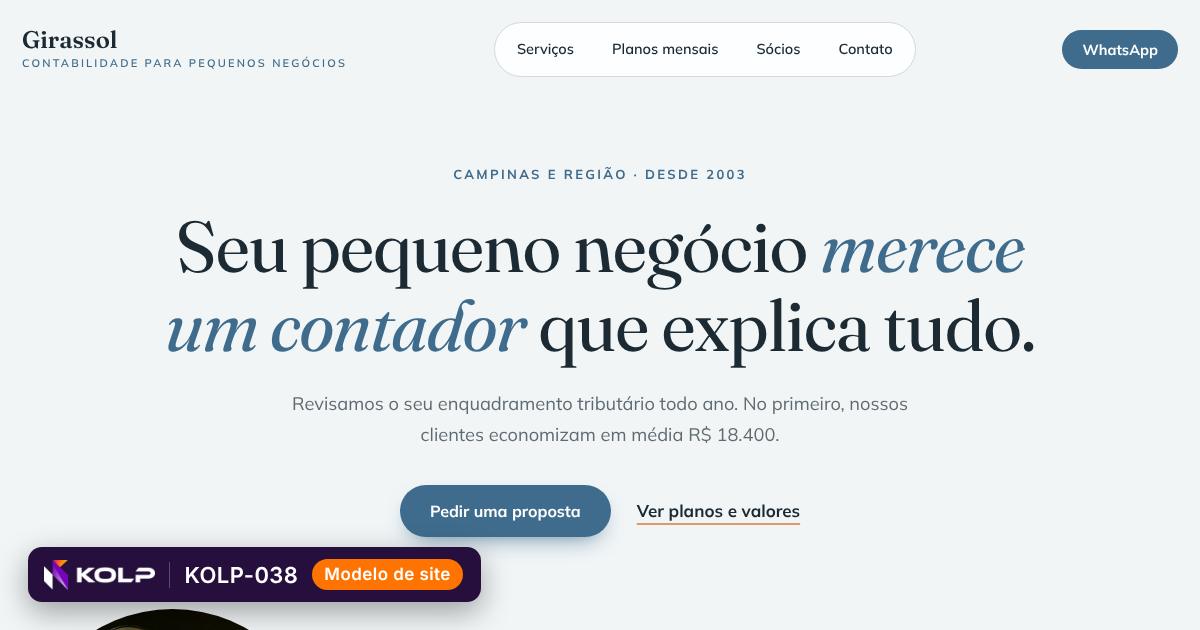 Girassol
CONTABILIDADE PARA PEQUENOS NEGÓCIOS
Serviços
Planos mensais
Sócios
Contato
WhatsApp
CAMPINAS E REGIÃO · DESDE 2003
Seu pequeno negócio merece
um contador que explica tudo.
Revisamos o seu enquadramento tributário todo ano. No primeiro, nossos
clientes economizam em média R$ 18.400.
Pedir uma proposta
Ver planos e valores
KOLP
KOLP-038
Modelo de site